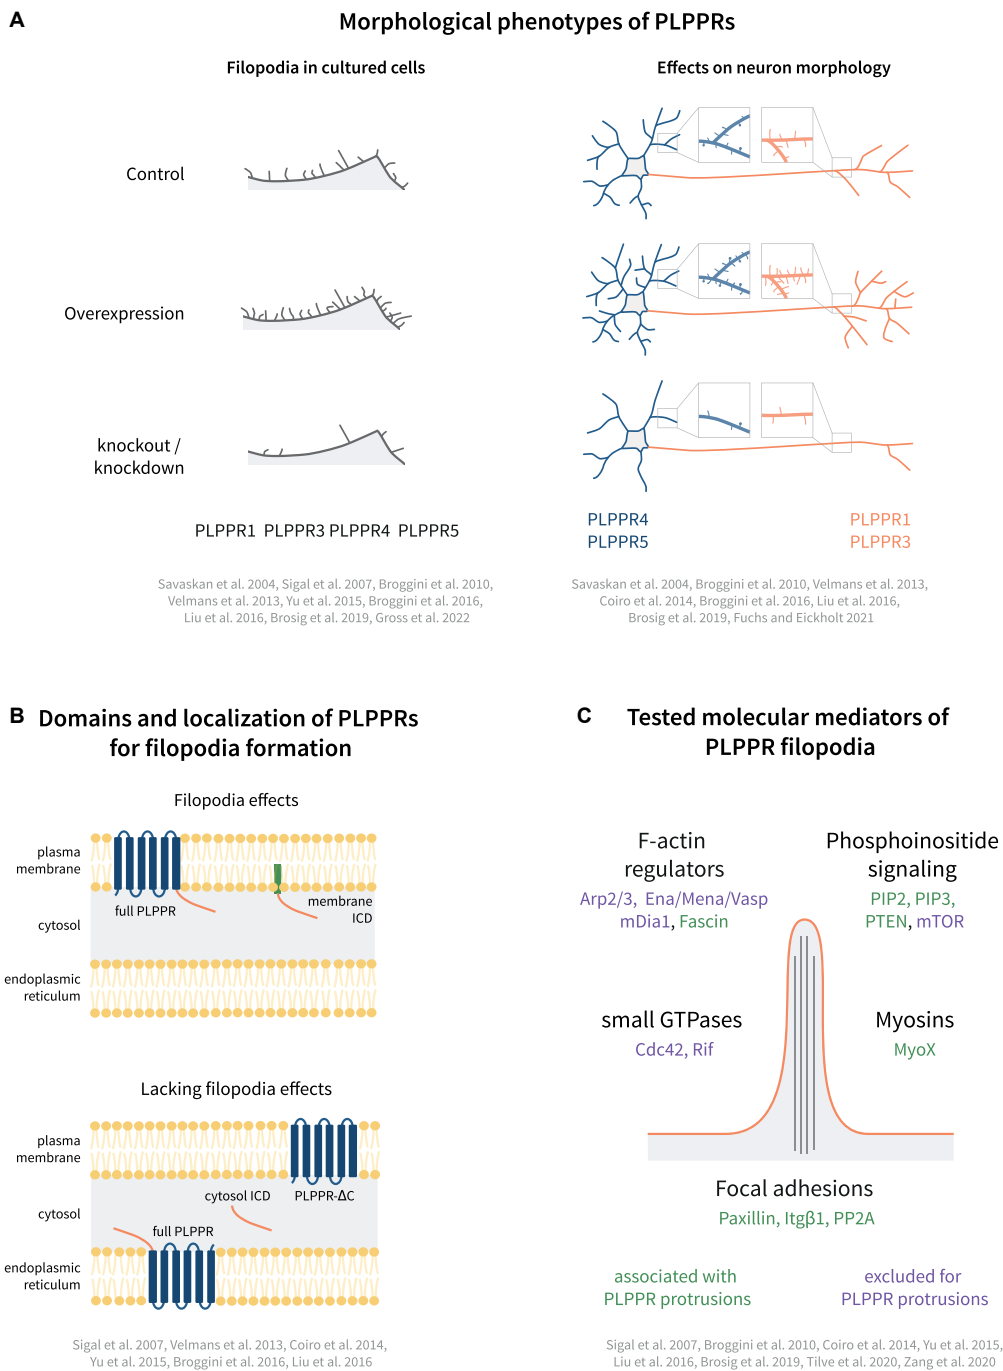 A
Morphological phenotypes of PLPPRs
Filopodia in cultured cells
Effects on neuron morphology
Control
Overexpression
knockout /
knockdown
PLPPR1 PLPPR3 PLPPR4 PLPPR5
PLPPR4
PLPPR5
PLPPR1
PLPPR3
Savaskan et al. 2004, Sigal et al. 2007, Broggini et al. 2010,
Velmans et al. 2013, Yu et al. 2015, Broggini et al. 2016,
Liu et al. 2016, Brosig et al. 2019, Gross et al. 2022
Savaskan et al. 2004, Broggini et al. 2010, Velmans et al. 2013,
Coiro et al. 2014, Broggini et al. 2016, Liu et al. 2016,
Brosig et al. 2019, Fuchs and Eickholt 2021
B
Domains and localization of PLPPRs
for filopodia formation
Filopodia effects
plasma
membrane
full PLPPR
membrane
ICD
cytosol
endoplasmic
reticulum
Lacking filopodia effects
plasma
membrane
cytosol ICD
PLPPR-ΔC
cytosol
full PLPPR
endoplasmic
reticulum
Sigal et al. 2007, Velmans et al. 2013, Coiro et al. 2014,
Yu et al. 2015, Broggini et al. 2016, Liu et al. 2016
C
Tested molecular mediators of
PLPPR filopodia
F-actin
regulators
Arp2/3, Ena/Mena/Vasp
mDia1, Fascin
Phosphoinositide
signaling
PIP2, PIP3,
PTEN, mTOR
small GTPases
Cdc42, Rif
Myosins
MyoX
Focal adhesions
Paxillin, Itgβ1, PP2A
associated with
PLPPR protrusions
excluded for
PLPPR protrusions
Sigal et al. 2007, Broggini et al. 2010, Coiro et al. 2014, Yu et al. 2015,
Liu et al. 2016, Brosig et al. 2019, Tilve et al. 2020, Zang et al. 2020